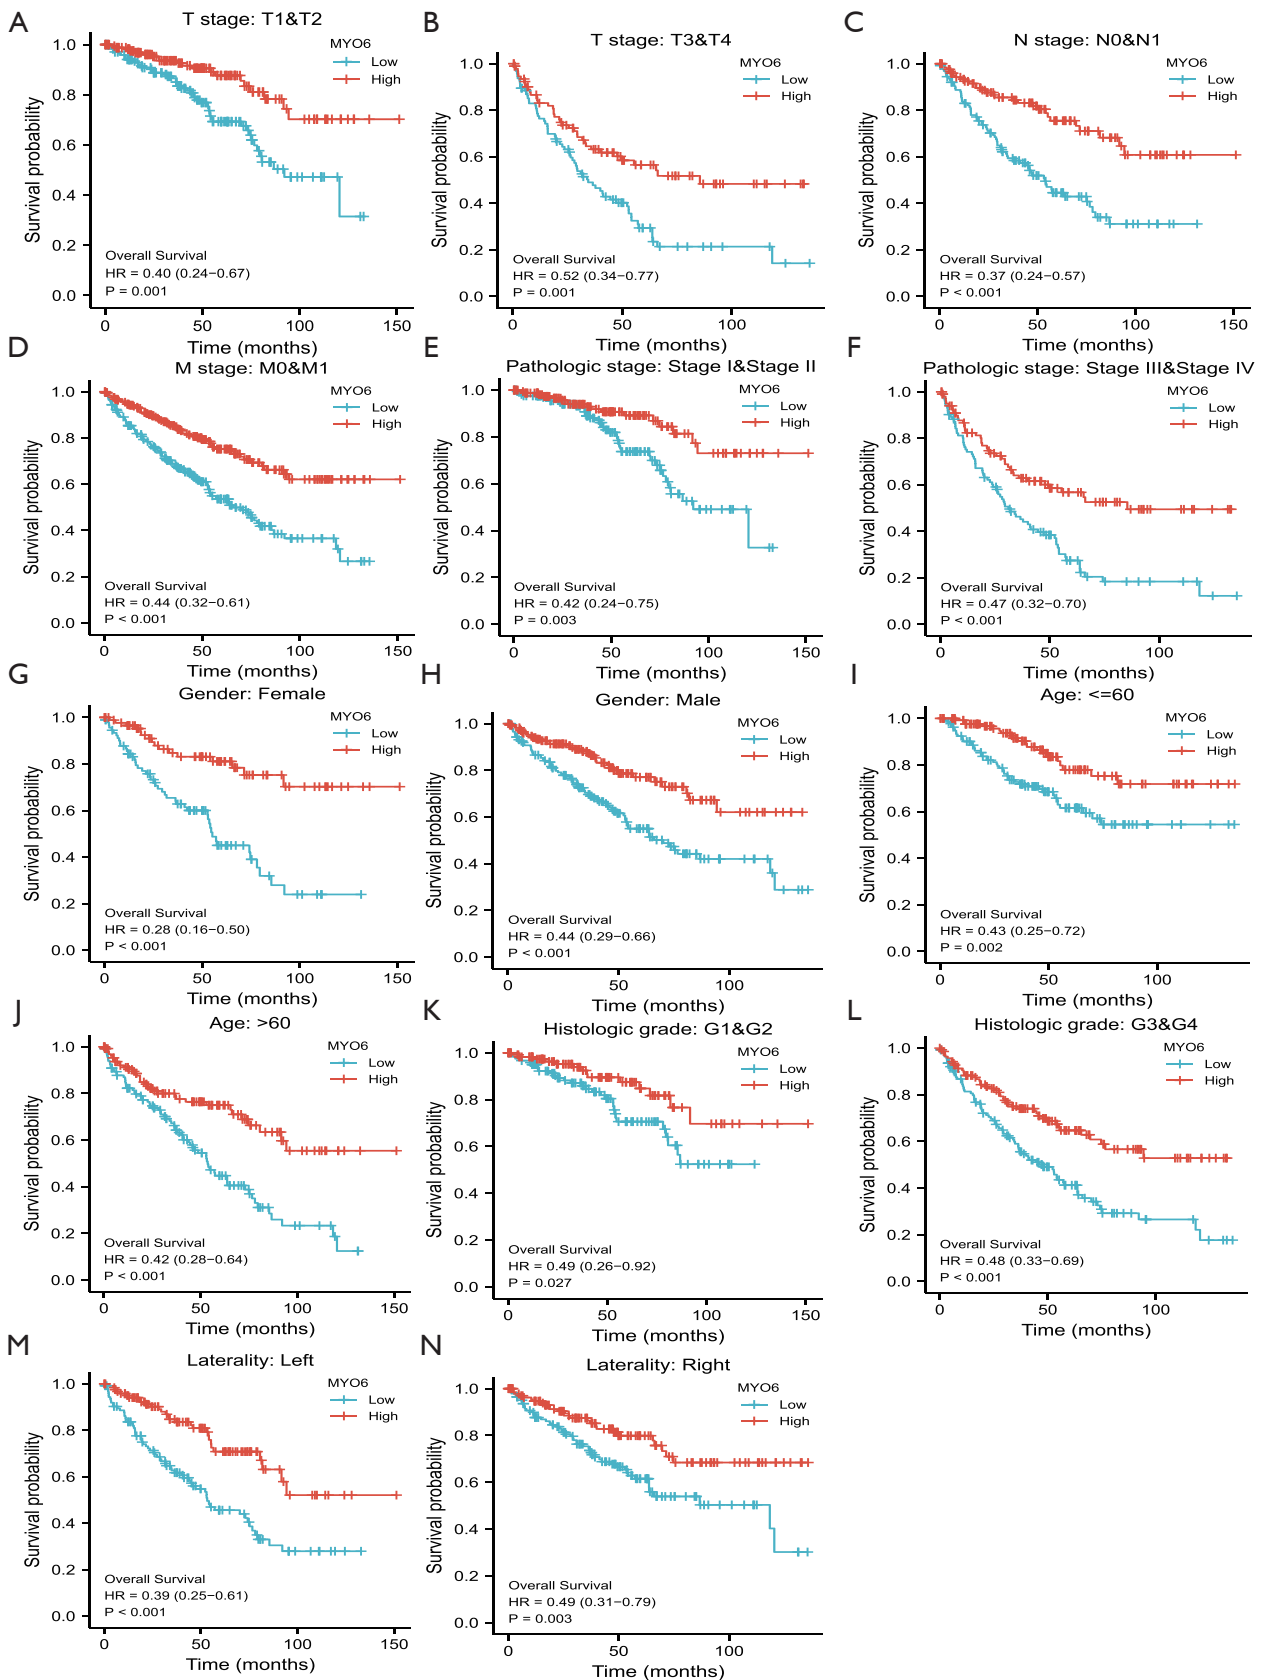 A
T stage: T1&T2
MYO6
Low
High
Survival probability
1.0
0.8
0.6
0.4
0.2
0.0
Overall Survival
HR = 0.40 (0.24−0.67)
P = 0.001
0 50 100 150
Time (months)
B
T stage: T3&T4
MYO6
Low
High
Survival probability
1.0
0.8
0.6
0.4
0.2
0.0
Overall Survival
HR = 0.52 (0.34−0.77)
P = 0.001
0 50 100
Time (months)
C
N stage: N0&N1
MYO6
Low
High
Survival probability
1.0
0.8
0.6
0.4
0.2
0.0
Overall Survival
HR = 0.37 (0.24−0.57)
P < 0.001
0 50 100 150
Time (months)
D
M stage: M0&M1
MYO6
Low
High
Survival probability
1.0
0.8
0.6
0.4
0.2
0.0
Overall Survival
HR = 0.44 (0.32−0.61)
P < 0.001
0 50 100 150
Time (months)
E
Pathologic stage: Stage I&Stage II
MYO6
Low
High
Survival probability
1.0
0.8
0.6
0.4
0.2
0.0
Overall Survival
HR = 0.42 (0.24−0.75)
P = 0.003
0 50 100 150
Time (months)
F
Pathologic stage: Stage III&Stage IV
MYO6
Low
High
Survival probability
1.0
0.8
0.6
0.4
0.2
0.0
Overall Survival
HR = 0.47 (0.32−0.70)
P < 0.001
0 50 100
Time (months)
G
Gender: Female
MYO6
Low
High
Survival probability
1.0
0.8
0.6
0.4
0.2
0.0
Overall Survival
HR = 0.28 (0.16−0.50)
P < 0.001
0 50 100 150
Time (months)
H
Gender: Male
MYO6
Low
High
Survival probability
1.0
0.8
0.6
0.4
0.2
0.0
Overall Survival
HR = 0.44 (0.29−0.66)
P < 0.001
0 50 100
Time (months)
I
Age: <=60
MYO6
Low
High
Survival probability
1.0
0.8
0.6
0.4
0.2
0.0
Overall Survival
HR = 0.43 (0.25−0.72)
P = 0.002
0 50 100
Time (months)
J
Age: >60
MYO6
Low
High
Survival probability
1.0
0.8
0.6
0.4
0.2
0.0
Overall Survival
HR = 0.42 (0.28−0.64)
P < 0.001
0 50 100 150
Time (months)
K
Histologic grade: G1&G2
MYO6
Low
High
Survival probability
1.0
0.8
0.6
0.4
0.2
0.0
Overall Survival
HR = 0.49 (0.26−0.92)
P = 0.027
0 50 100 150
Time (months)
L
Histologic grade: G3&G4
MYO6
Low
High
Survival probability
1.0
0.8
0.6
0.4
0.2
0.0
Overall Survival
HR = 0.48 (0.33−0.69)
P < 0.001
0 50 100
Time (months)
M
Laterality: Left
MYO6
Low
High
Survival probability
1.0
0.8
0.6
0.4
0.2
0.0
Overall Survival
HR = 0.39 (0.25−0.61)
P < 0.001
0 50 100 150
Time (months)
N
Laterality: Right
MYO6
Low
High
Survival probability
1.0
0.8
0.6
0.4
0.2
0.0
Overall Survival
HR = 0.49 (0.31−0.79)
P = 0.003
0 50 100
Time (months)